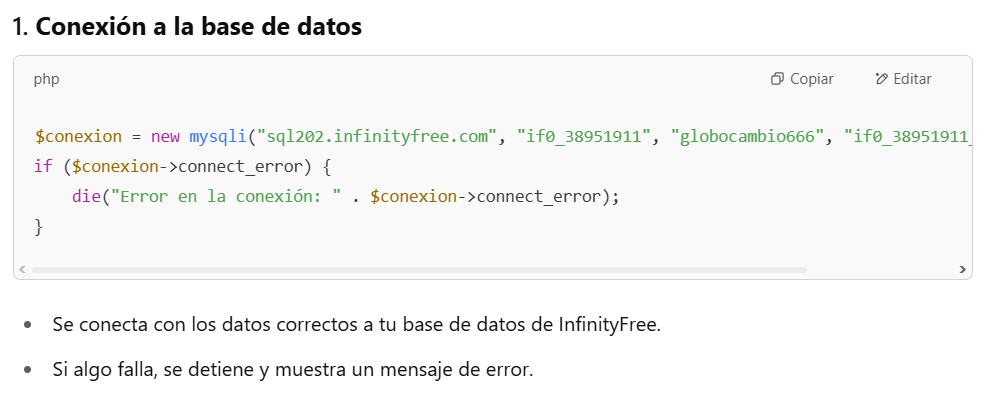 1. Conexión a la base de datos
php
Copiar
Editar
$conexion = new mysqli("sql202.infinityfree.com", "if0_38951911", "globocambio666", "if0_38951911_
if ($conexion->connect_error) {
die("Error en la conexión: " . $conexion->connect_error);
}
Se conecta con los datos correctos a tu base de datos de InfinityFree.
Si algo falla, se detiene y muestra un mensaje de error.